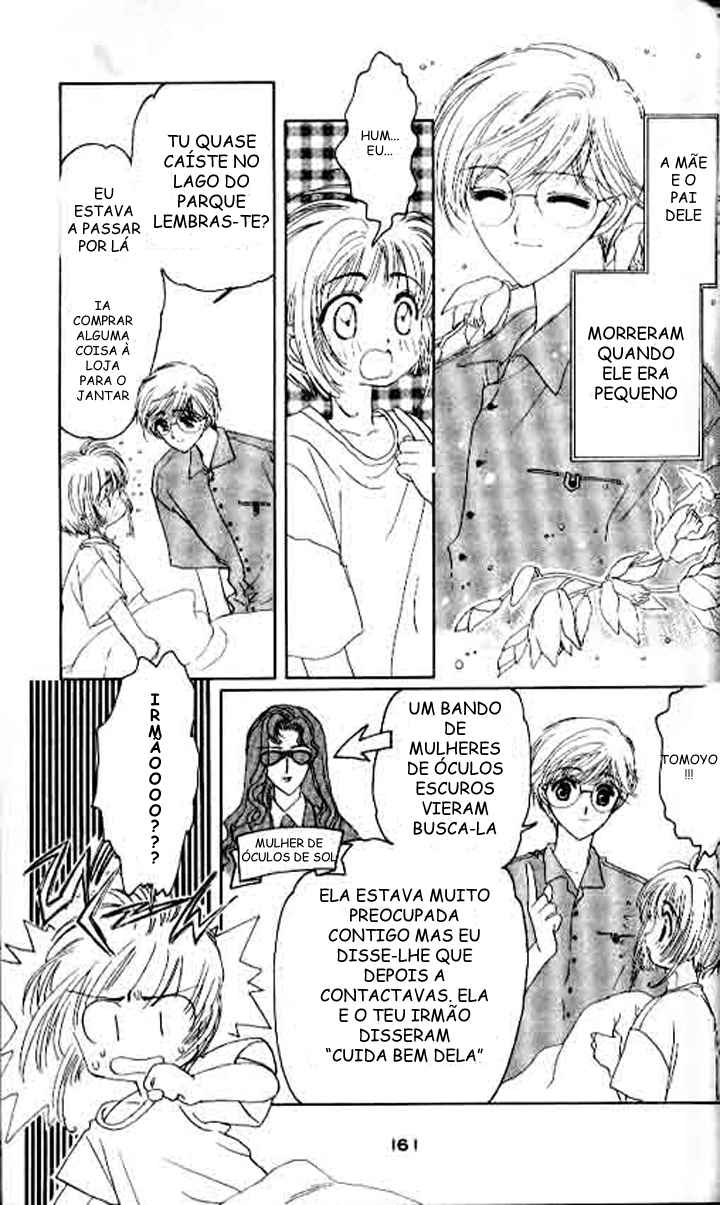 A MÃE
E O
PAI
DELE
MORRERAM
QUANDO
ELE ERA
PEQUENO
HUM...
EU...
TU QUASE
CAÍSTE NO
LAGO DO
PARQUE
LEMBRAS-TE?
EU
ESTAVA
A PASSAR
POR LÁ
IA
COMPRAR
ALGUMA
COISA À
LOJA
PARA O
JANTAR
TOMOYO
!!!
UM BANDO
DE
MULHERES
DE ÓCULOS
ESCUROS
VIERAM
BUSCA-LA
MULHER DE
ÓCULOS DE SOL
ELA ESTAVA MUITO
PREOCUPADA
CONTIGO MAS EU
DISSE-LHE QUE
DEPOIS A
CONTACTAVAS. ELA
E O TEU IRMÃO
DISSERAM
“CUIDA BEM DELA”
IRMÃOOOO???
161